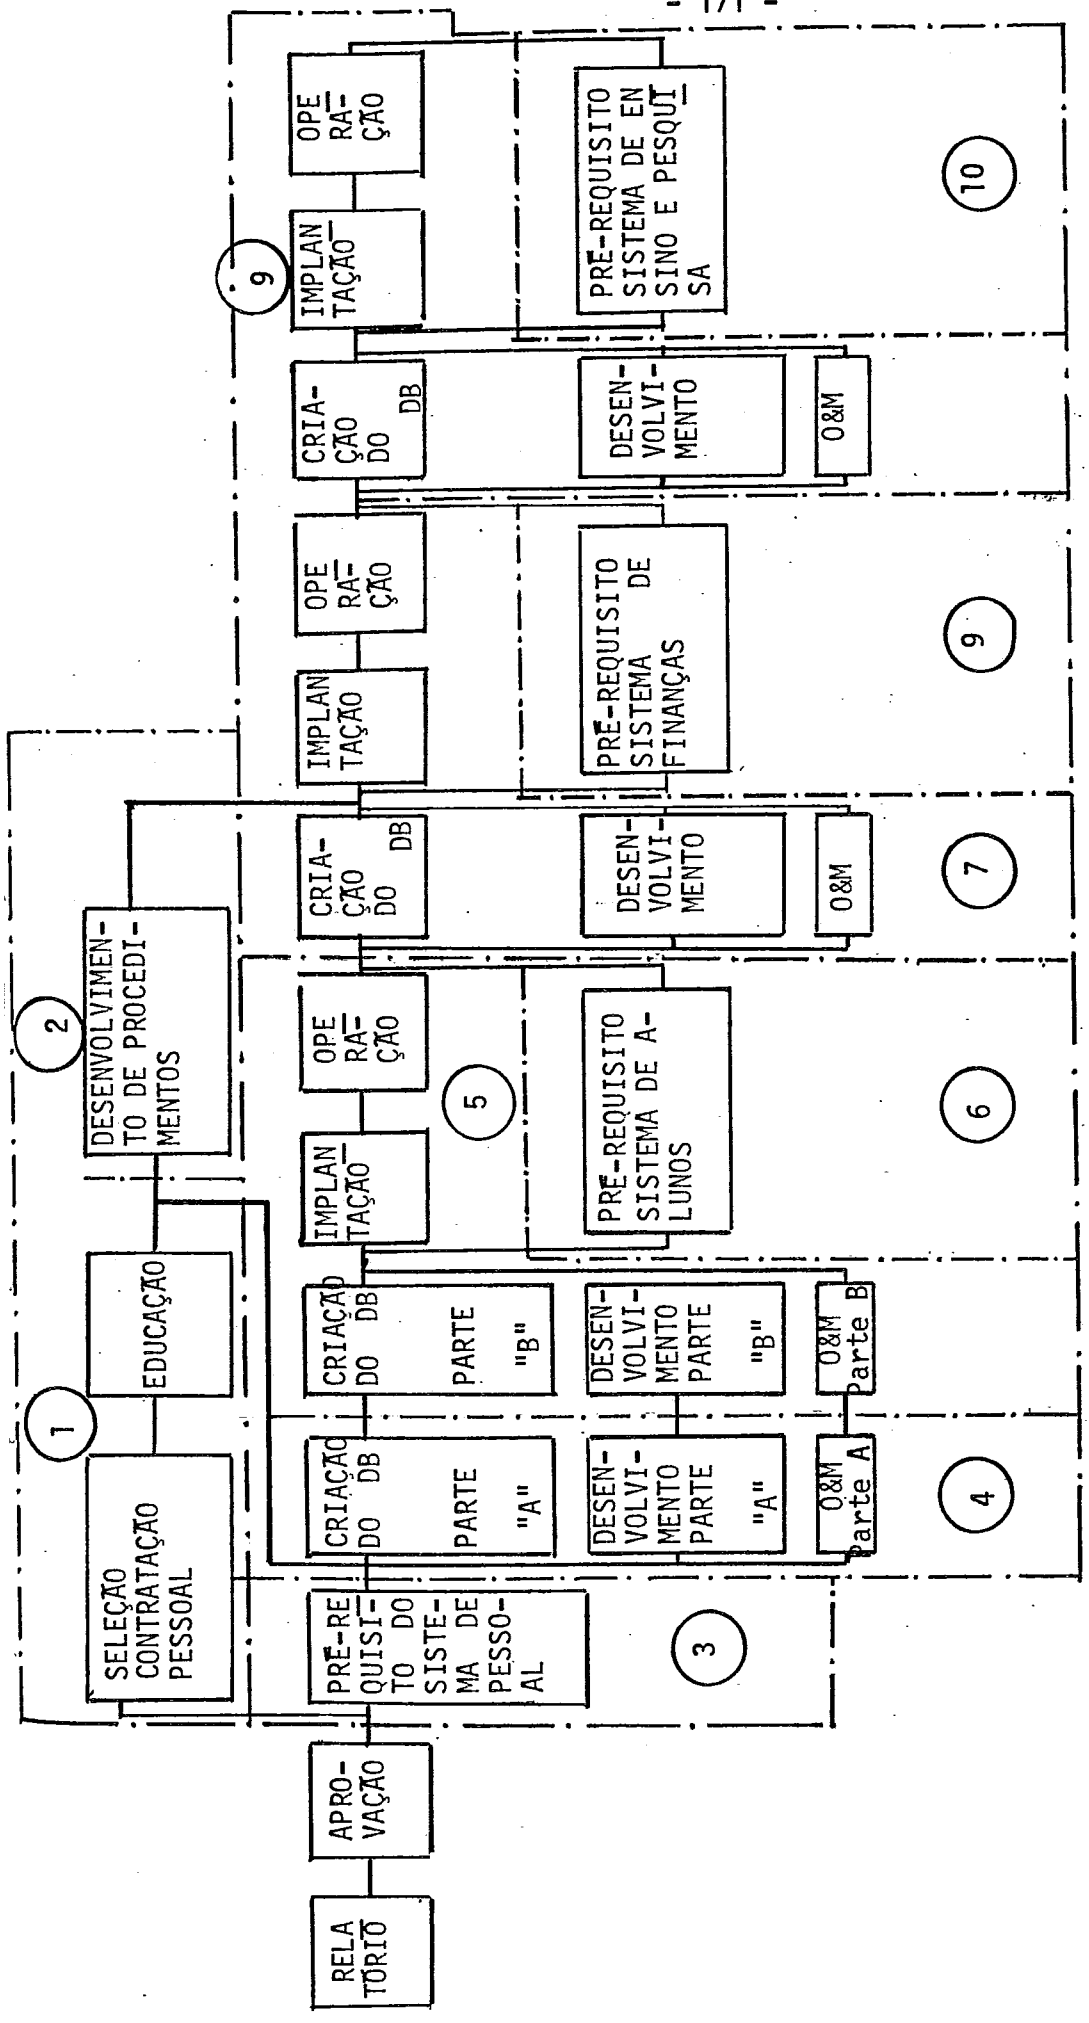 - 171 -
RELA
TÓRIO
APRO-
VAÇÃO
SELEÇÃO
CONTRATAÇÃO
PESSOAL
1
EDUCAÇÃO
DESENVOLVIMEN-
TO DE PROCEDI-
MENTOS
2
PRÉ-RE
QUISI-
TO DO
SISTE-
MA DE
PESSO-
AL
3
CRIAÇÃO
DO DB
PARTE
"A"
DESEN-
VOLVI-
MENTO
PARTE
"A"
O&M
Parte A
4
CRIAÇÃO
DO DB
PARTE
"B"
DESEN-
VOLVI-
MENTO
PARTE
"B"
O&M
Parte B
IMPLAN
TAÇÃO
OPE
RA-
ÇÃO
5
PRÉ-REQUISITO
SISTEMA DE A-
LUNOS
6
CRIA-
ÇÃO
DO DB
DESEN-
VOLVI-
MENTO
O&M
7
IMPLAN
TAÇÃO
OPE
RA-
ÇÃO
PRÉ-REQUISITO
SISTEMA DE
FINANÇAS
9
CRIA-
ÇÃO
DO DB
DESEN-
VOLVI-
MENTO
O&M
9
IMPLAN
TAÇÃO
OPE
RA-
ÇÃO
PRÉ-REQUISITO
SISTEMA DE EN
SINO E PESQUI
SA
10